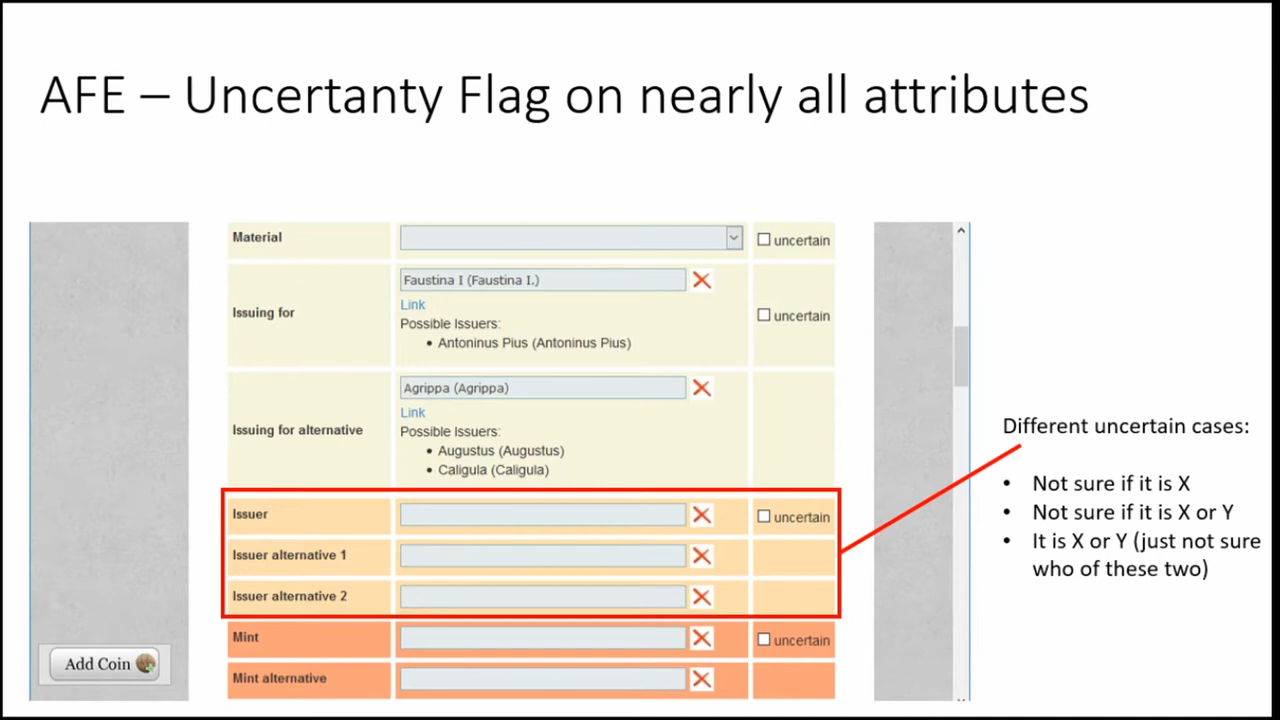 AFE – Uncertanty Flag on nearly all attributes
Material
uncertain
Faustina I (Faustina I.)
Link
Issuing for
Possible Issuers:
uncertain
• Antoninus Pius (Antoninus Pius)
Agrippa (Agrippa)
Link
Issuing for alternative
Possible Issuers:
• Augustus (Augustus)
• Caligula (Caligula)
Issuer
uncertain
Issuer alternative 1
Issuer alternative 2
Mint
uncertain
Mint alternative
Add Coin
Different uncertain cases:
• Not sure if it is X
• Not sure if it is X or Y
• It is X or Y (just not sure
who of these two)